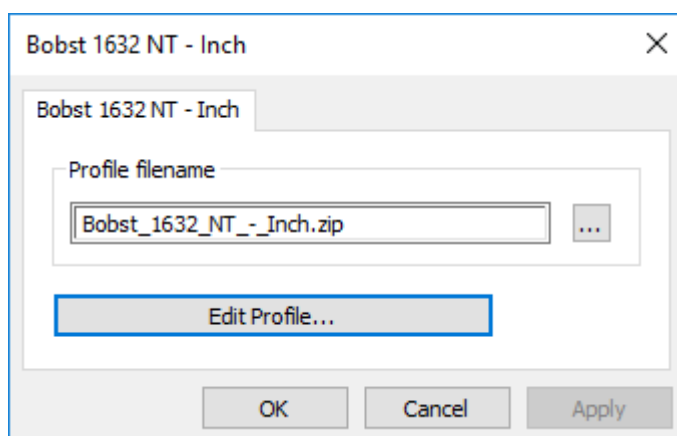 Bobst 1632 NT - Inch
Bobst 1632 NT - Inch
Profile filename
Bobst_1632_NT_-_Inch.zip
...
Edit Profile...
OK Cancel Apply